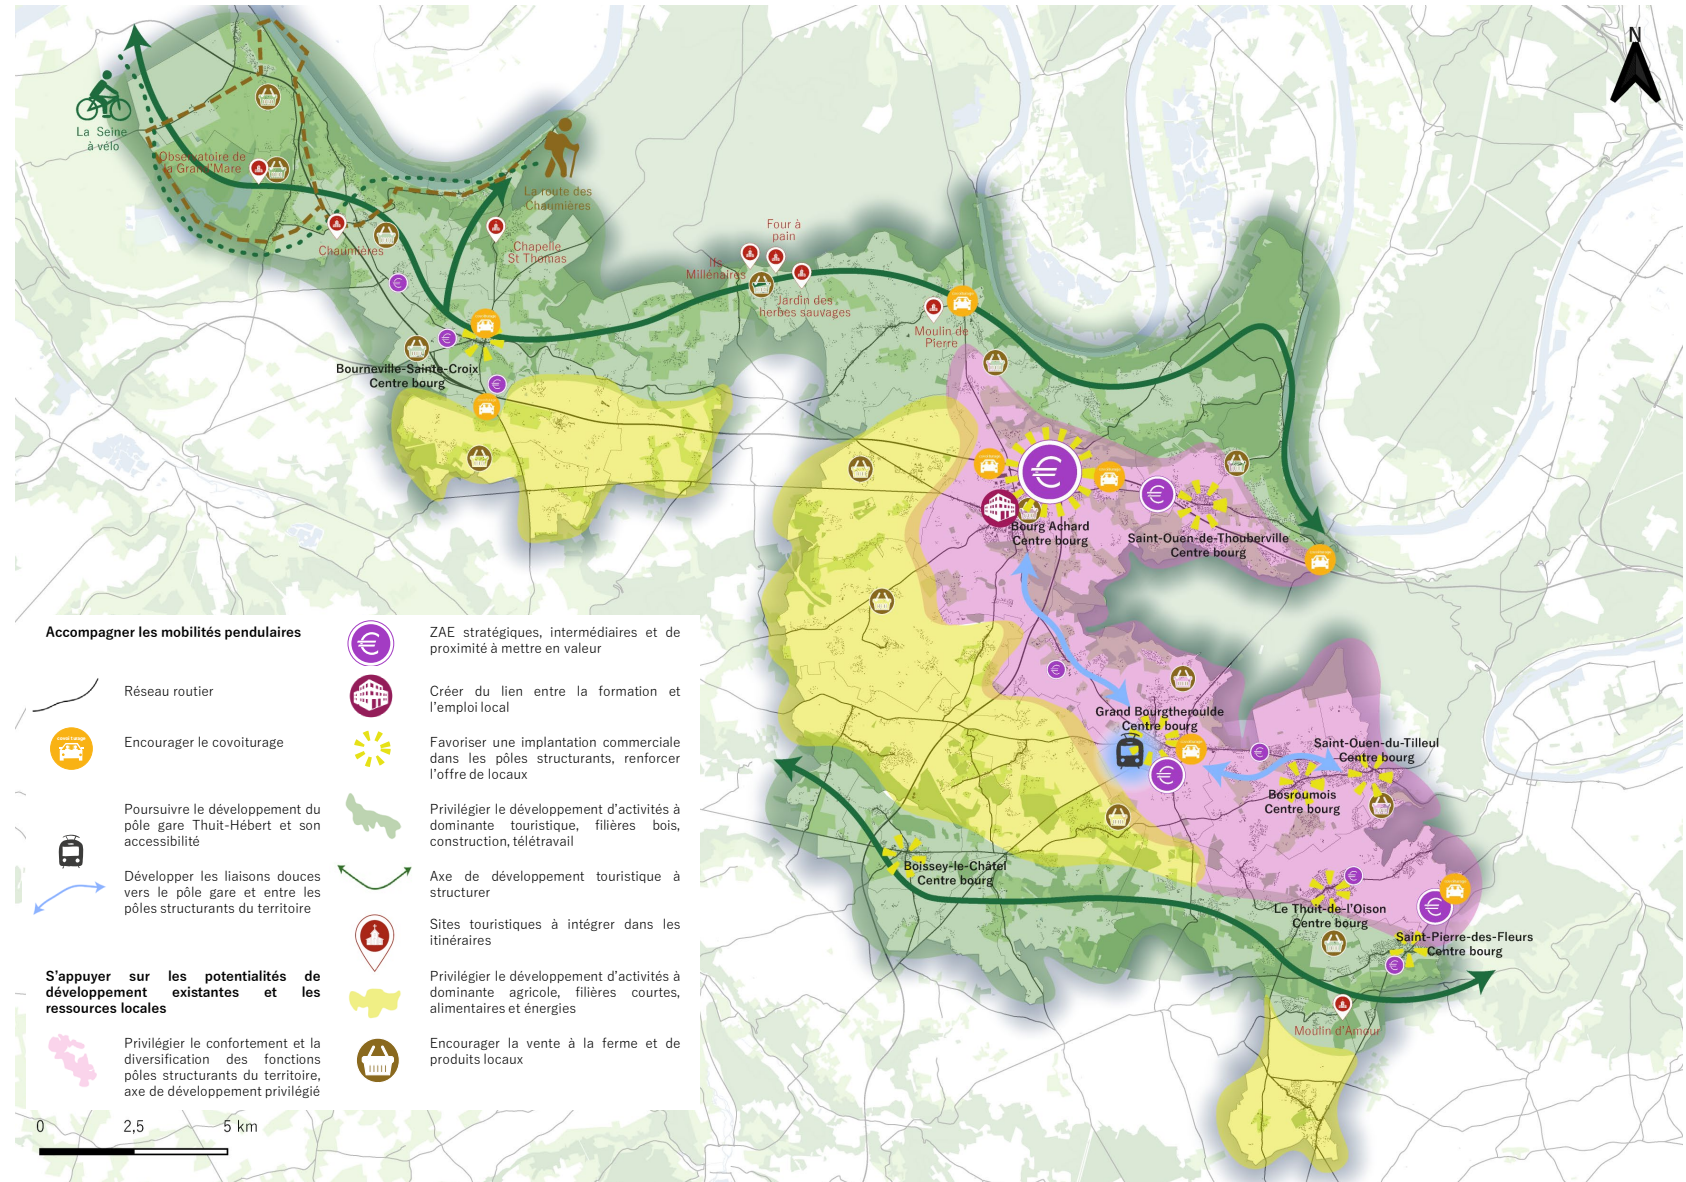 N
La Seine
à vélo
Observatoire de
la Grand'Mare
La route des
Chaumières
Chaumières
Chapelle
St Thomas
Four à
pain
Ifs
Millénaires
Jardin des
herbes sauvages
Moulin de
Pierre
Bourneville-Sainte-Croix
Centre bourg
Bourg Achard
Centre bourg
Saint-Ouen-de-Thouberville
Centre bourg
Grand Bourgtheroulde
Centre bourg
Saint-Ouen-du-Tilleul
Centre bourg
Bosroumois
Centre bourg
Boissey-le-Châtel
Centre bourg
Le Thuit-de-l'Oison
Centre bourg
Saint-Pierre-des-Fleurs
Centre bourg
Moulin d'Amour
Accompagner les mobilités pendulaires
Réseau routier
Encourager le covoiturage
Poursuivre le développement du
pôle gare Thuit-Hébert et son
accessibilité
Développer les liaisons douces
vers le pôle gare et entre les
pôles structurants du territoire
S'appuyer sur les potentialités de
développement existantes et les
ressources locales
Privilégier le confortement et la
diversification des fonctions
pôles structurants du territoire,
axe de développement privilégié
ZAE stratégiques, intermédiaires et de
proximité à mettre en valeur
Créer du lien entre la formation et
l'emploi local
Favoriser une implantation commerciale
dans les pôles structurants, renforcer
l'offre de locaux
Privilégier le développement d'activités à
dominante touristique, filières bois,
construction, télétravail
Axe de développement touristique à
structurer
Sites touristiques à intégrer dans les
itinéraires
Privilégier le développement d'activités à
dominante agricole, filières courtes,
alimentaires et énergies
Encourager la vente à la ferme et de
produits locaux
0 2,5 5 km